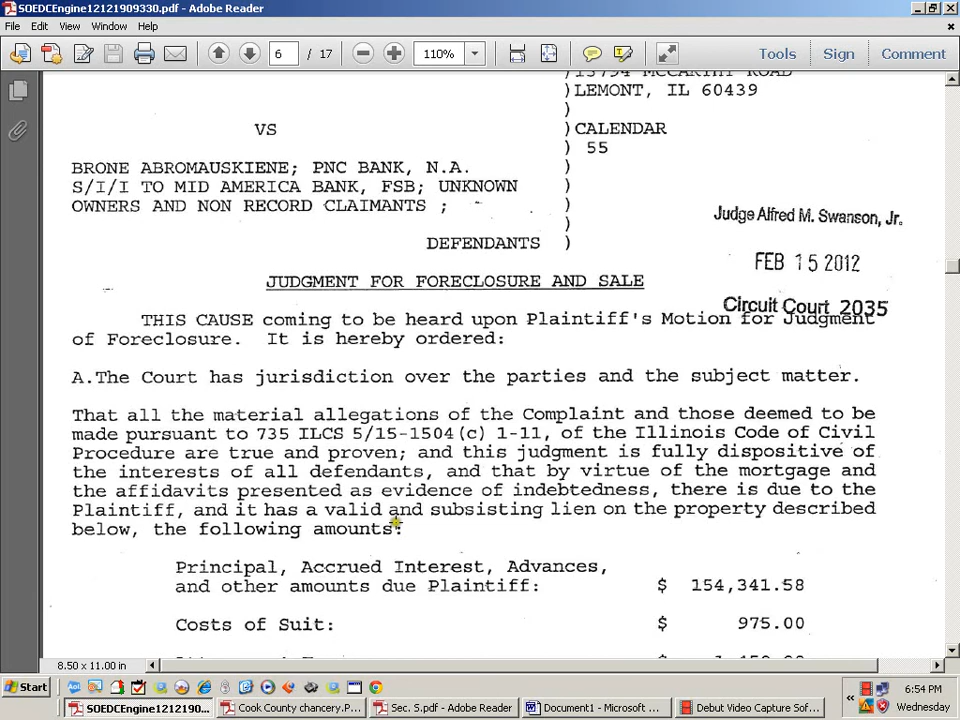 SOEDCEngine12121909330.pdf - Adobe Reader
File Edit View Window Help
6 / 17 110% Tools Sign Comment
)15794 MCCARTHY ROAD
)LEMONT, IL 60439
)
VS )CALENDAR
) 55
BRONE ABROMAUSKIENE; PNC BANK, N.A. )
S/I/I TO MID AMERICA BANK, FSB; UNKNOWN )
OWNERS AND NON RECORD CLAIMANTS ; )
)
DEFENDANTS )
Judge Alfred M. Swanson, Jr.
FEB 15 2012
Circuit Court 2035
JUDGMENT FOR FORECLOSURE AND SALE
THIS CAUSE coming to be heard upon Plaintiff's Motion for Judgment
of Foreclosure. It is hereby ordered:
A.The Court has jurisdiction over the parties and the subject matter.
That all the material allegations of the Complaint and those deemed to be
made pursuant to 735 ILCS 5/15-1504(c) 1-11, of the Illinois Code of Civil
Procedure are true and proven; and this judgment is fully dispositive of
the interests of all defendants, and that by virtue of the mortgage and
the affidavits presented as evidence of indebtedness, there is due to the
Plaintiff, and it has a valid and subsisting lien on the property described
below, the following amounts:
Principal, Accrued Interest, Advances,
and other amounts due Plaintiff: $ 154,341.58
Costs of Suit: $ 975.00
8.50 x 11.00 in
Start
SOEDCEngine1212190...
Cook County chancery.P...
Sec. S.pdf - Adobe Reader
Document1 - Microsoft ...
Debut Video Capture Sof...
6:54 PM
Wednesday